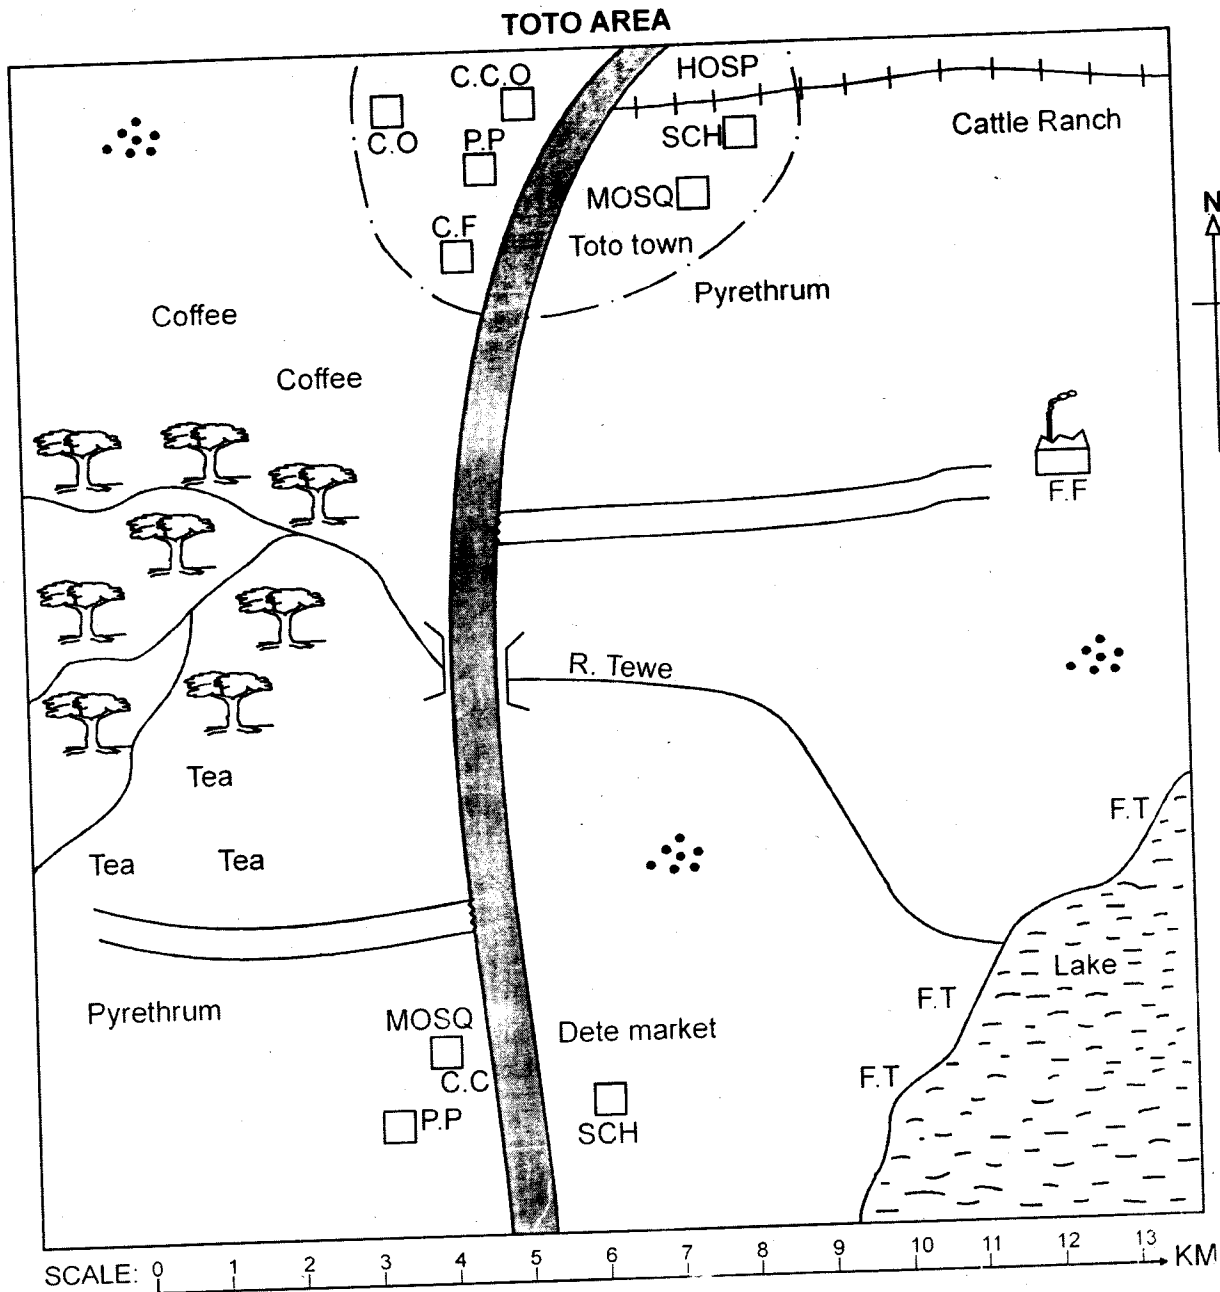 TOTO AREA
C.C.O
HOSP
C.O
P.P
SCH
Cattle Ranch
MOSQ
N
C.F
Toto town
Pyrethrum
Coffee
Coffee
F.F
R. Tewe
Tea
F.T
Tea
Tea
Lake
F.T
Pyrethrum
MOSQ
Dete market
C.C
F.T
P.P
SCH
SCALE: 0 1 2 3 4 5 6 7 8 9 10 11 12 13 KM